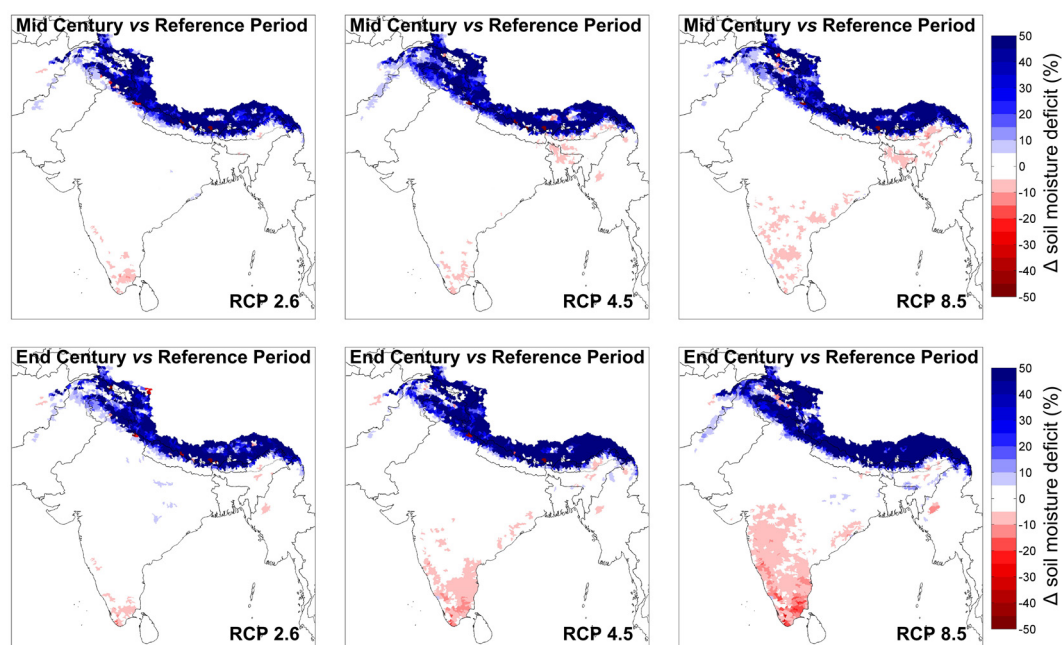 Mid Century vs Reference Period
Mid Century vs Reference Period
Mid Century vs Reference Period
RCP 2.6
RCP 4.5
RCP 8.5
50
40
30
20
10
0
-10
-20
-30
-40
-50
Δ soil moisture deficit (%)
End Century vs Reference Period
End Century vs Reference Period
End Century vs Reference Period
RCP 2.6
RCP 4.5
RCP 8.5
50
40
30
20
10
0
-10
-20
-30
-40
-50
Δ soil moisture deficit (%)